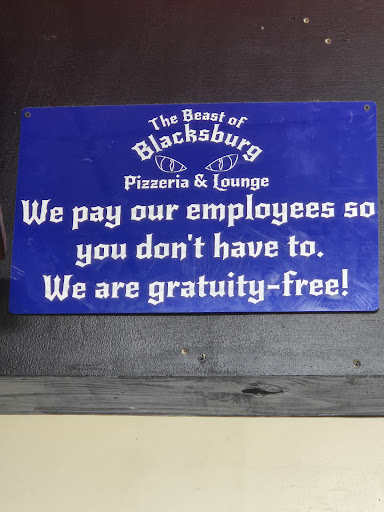 The Beast of
Blacksburg
Pizzeria & Lounge
We pay our employees so
you don't have to.
We are gratuity-free!